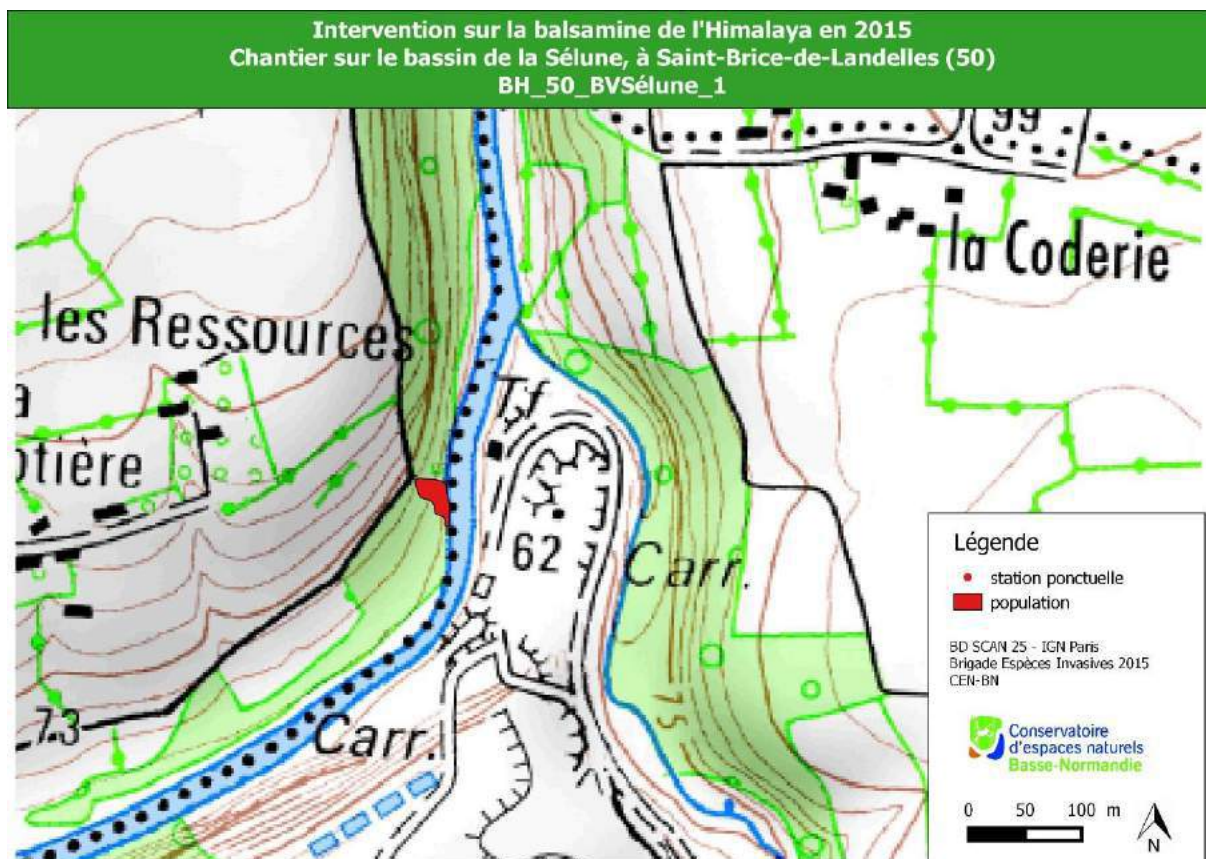 Intervention sur la balsamine de l'Himalaya en 2015
Chantier sur le bassin de la Sélune, à Saint-Brice-de-Landelles (50)
BH_50_BVSélune_1
99
la Coderie
les Ressources
Tf
a
otière
62
Carr.
75
73
Carr.
Légende
station ponctuelle
population
BD SCAN 25 - IGN Paris
Brigade Espèces Invasives 2015
CEN-BN
Conservatoire
d'espaces naturels
Basse-Normandie
0 50 100 m
N